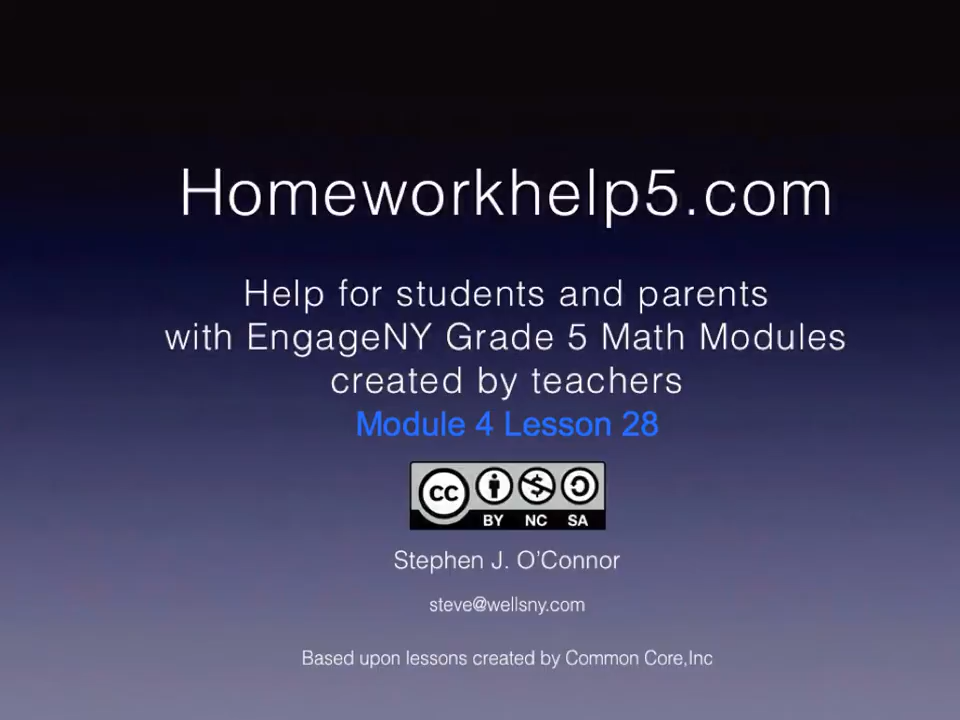 Homeworkhelp5.com
Help for students and parents
with EngageNY Grade 5 Math Modules
created by teachers
Module 4 Lesson 28
cc
BY NC SA
Stephen J. O'Connor
steve@wellsny.com
Based upon lessons created by Common Core,Inc